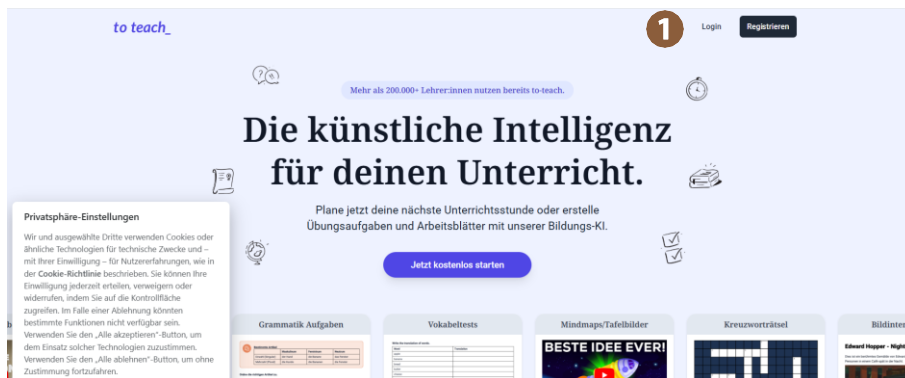 to teach_
1
Login
Registrieren
Mehr als 200.000+ Lehrer:innen nutzen bereits to-teach.
Die künstliche Intelligenz
für deinen Unterricht.
Plane jetzt deine nächste Unterrichtsstunde oder erstelle
Übungsaufgaben und Arbeitsblätter mit unserer Bildungs-KI.
Jetzt kostenlos starten
Privatsphäre-Einstellungen
Wir und ausgewählte Dritte verwenden Cookies oder
ähnliche Technologien für technische Zwecke und –
mit Ihrer Einwilligung – für Nutzererfahrungen, wie in
der Cookie-Richtlinie beschrieben. Sie können Ihre
Einwilligung jederzeit erteilen, verweigern oder
widerrufen, indem Sie auf die Kontrollfläche
zugreifen. Im Falle einer Ablehnung könnten
bestimmte Funktionen nicht verfügbar sein.
Verwenden Sie den „Alle akzeptieren“-Button, um
dem Einsatz solcher Technologien zuzustimmen.
Verwenden Sie den „Alle ablehnen“-Button, um ohne
Zustimmung fortzufahren.
Grammatik Aufgaben
Vokabeltests
Mindmaps/Tafelbilder
Kreuzworträtsel
Bildinter
BESTE IDEE EVER!
Edward Hopper - Night